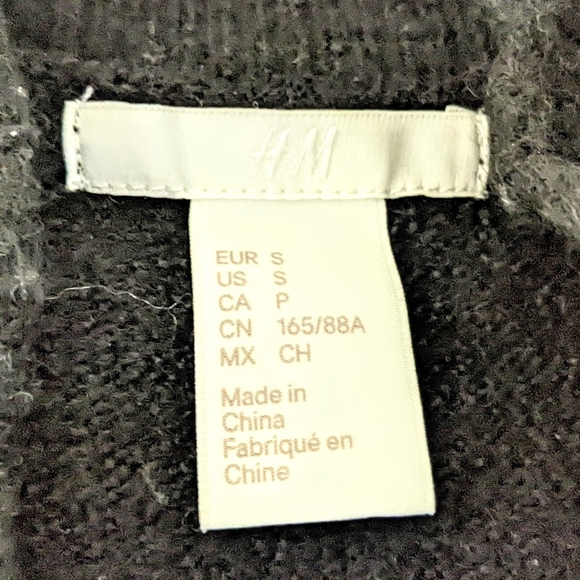 H&M
EUR S
US S
CA P
CN 165/88A
MX CH
Made in
China
Fabriqué en
Chine